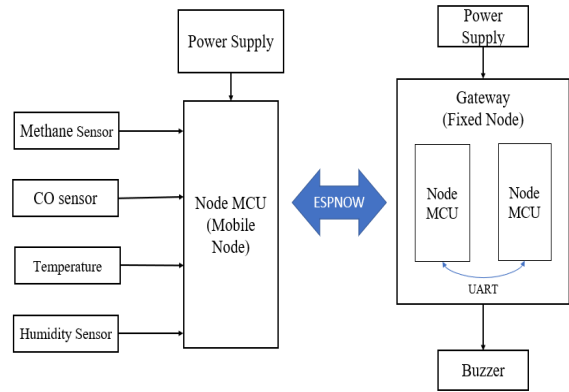 Power Supply
Methane Sensor
CO sensor
Temperature
Humidity Sensor
Node MCU
(Mobile
Node)
ESPNOW
Power
Supply
Gateway
(Fixed Node)
Node
MCU
Node
MCU
UART
Buzzer